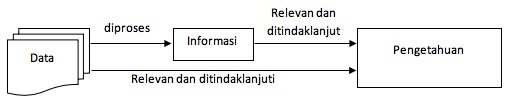 Relevan dan
ditindaklanjut
diproses
Informasi
Data
Pengetahuan
Relevan dan ditindaklanjuti